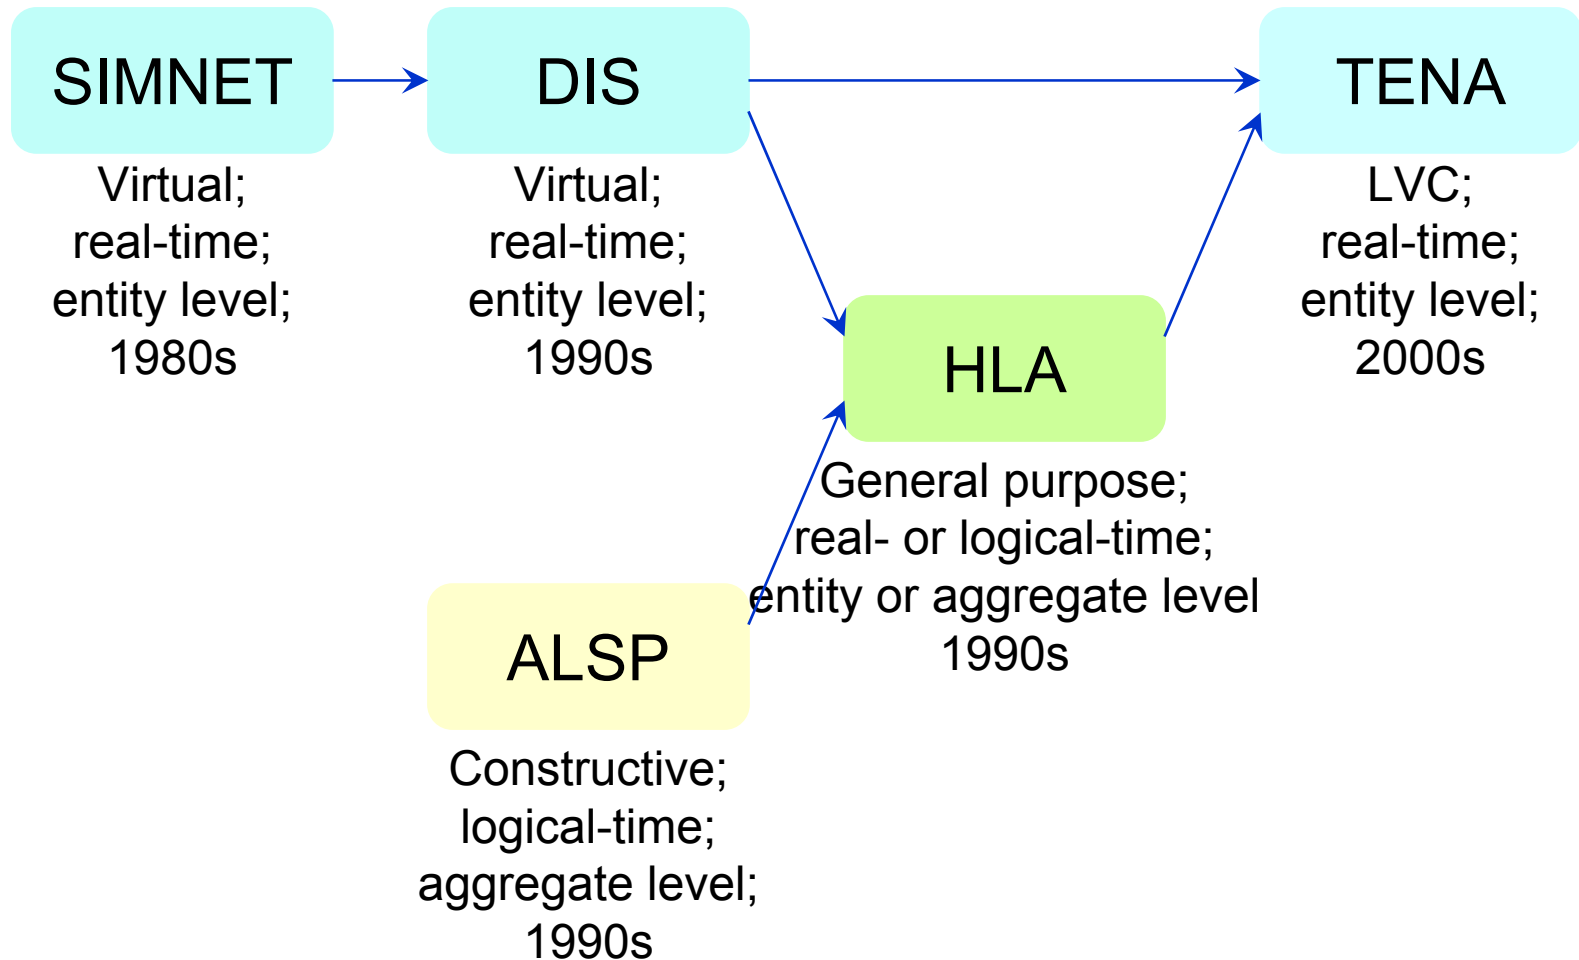 SIMNET
Virtual;
real-time;
entity level;
1980s
DIS
Virtual;
real-time;
entity level;
1990s
TENA
LVC;
real-time;
entity level;
2000s
HLA
General purpose;
real- or logical-time;
entity or aggregate level
1990s
ALSP
Constructive;
logical-time;
aggregate level;
1990s